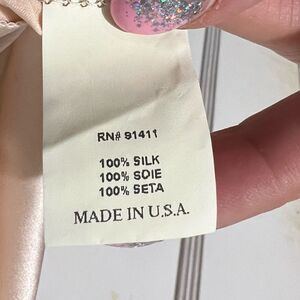 RN# 91411
100% SILK
100% SOIE
100% SETA
MADE IN U.S.A.